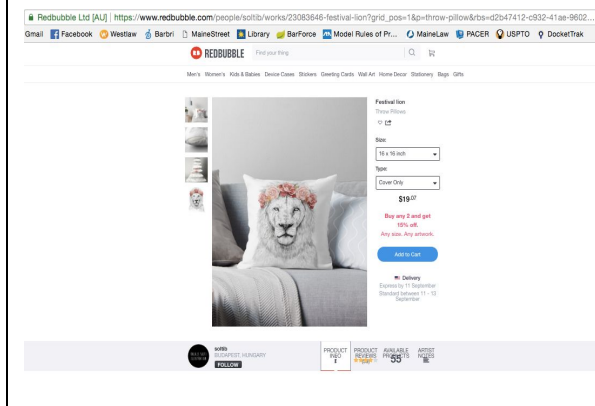 Redbubble Ltd [AU] | https://www.redbubble.com/people/soltib/works/23083646-festival-lion?grid_pos=1&p=throw-pillow&rbs=d2b47412-c932-41ae-9602...
Gmail Facebook Westlaw Barbri MaineStreet Library BarForce Model Rules of Pr... MaineLaw PACER USPTO DocketTrak
REDBUBBLE Find your thing
Men's Women's Kids & Babies Device Cases Stickers Greeting Cards Wall Art Home Decor Stationery Bags Gifts
Festival lion
Throw Pillows
Size:
16 x 16 inch
Type:
Cover Only
$19.07
Buy any 2 and get
15% off.
Any size. Any artwork.
Add to Cart
Delivery
Express by 11 September
Standard between 11 - 13
September
soltib
BUDAPEST, HUNGARY
FOLLOW
PRODUCT INFO
PRODUCT REVIEWS
AVAILABLE PRODUCTS
55
ARTIST NOTES